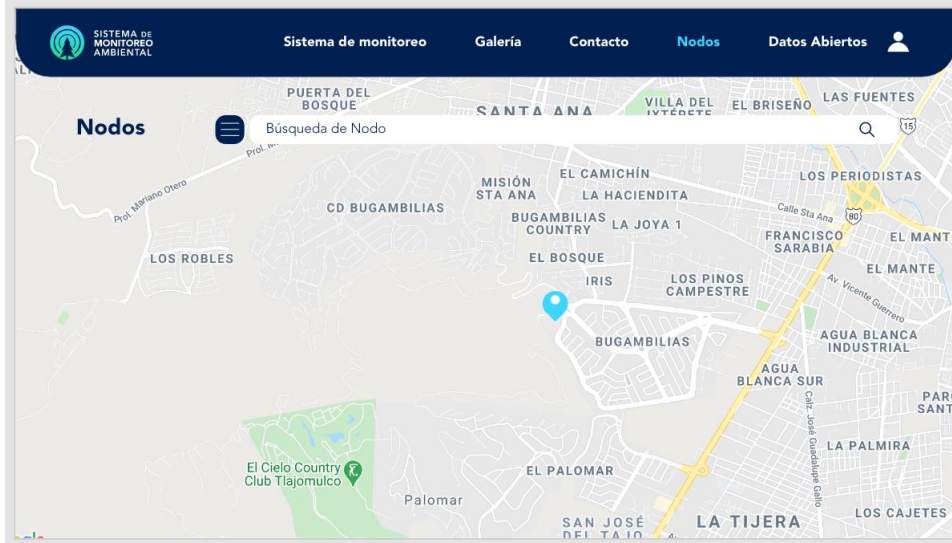 SISTEMA DE
MONITOREO
AMBIENTAL
Sistema de monitoreo
Galería
Contacto
Nodos
Datos Abiertos
PUERTA DEL
BOSQUE
SANTA ANA
VILLA DEL
IXTÉPETE
EL BRISEÑO
LAS FUENTES
Nodos
Búsqueda de Nodo
15
Prol. Mariano Otero
MISIÓN
STA ANA
EL CAMICHÍN
LA HACIENDITA
LOS PERIODISTAS
CD BUGAMBILIAS
BUGAMBILIAS
COUNTRY
LA JOYA 1
Calle Sta Ana
80
FRANCISCO
SARABIA
EL MANT
LOS ROBLES
EL BOSQUE
IRIS
LOS PINOS
CAMPESTRE
EL MANTE
Av. Vicente Guerrero
BUGAMBILIAS
AGUA BLANCA
INDUSTRIAL
AGUA
BLANCA SUR
PAR
SANT
Calz. José Guadalupe Gallo
LA PALMIRA
El Cielo Country
Club Tlajomulco
EL PALOMAR
Palomar
SAN JOSÉ
DEL TAJO
LA TIJERA
LOS CAJETES